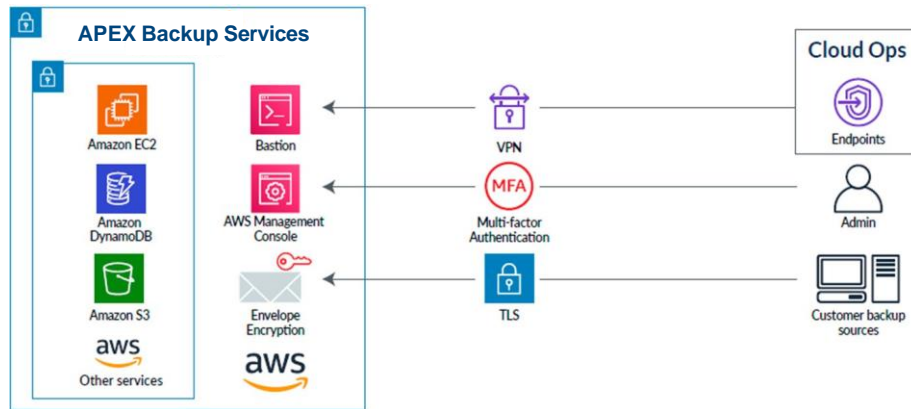 APEX Backup Services
Cloud Ops
Amazon EC2
Bastion
VPN
Endpoints
Amazon
DynamoDB
AWS Management
Console
MFA
Multi-factor
Authentication
Admin
Amazon S3
Envelope
Encryption
TLS
Customer backup
sources
aws
Other services
aws